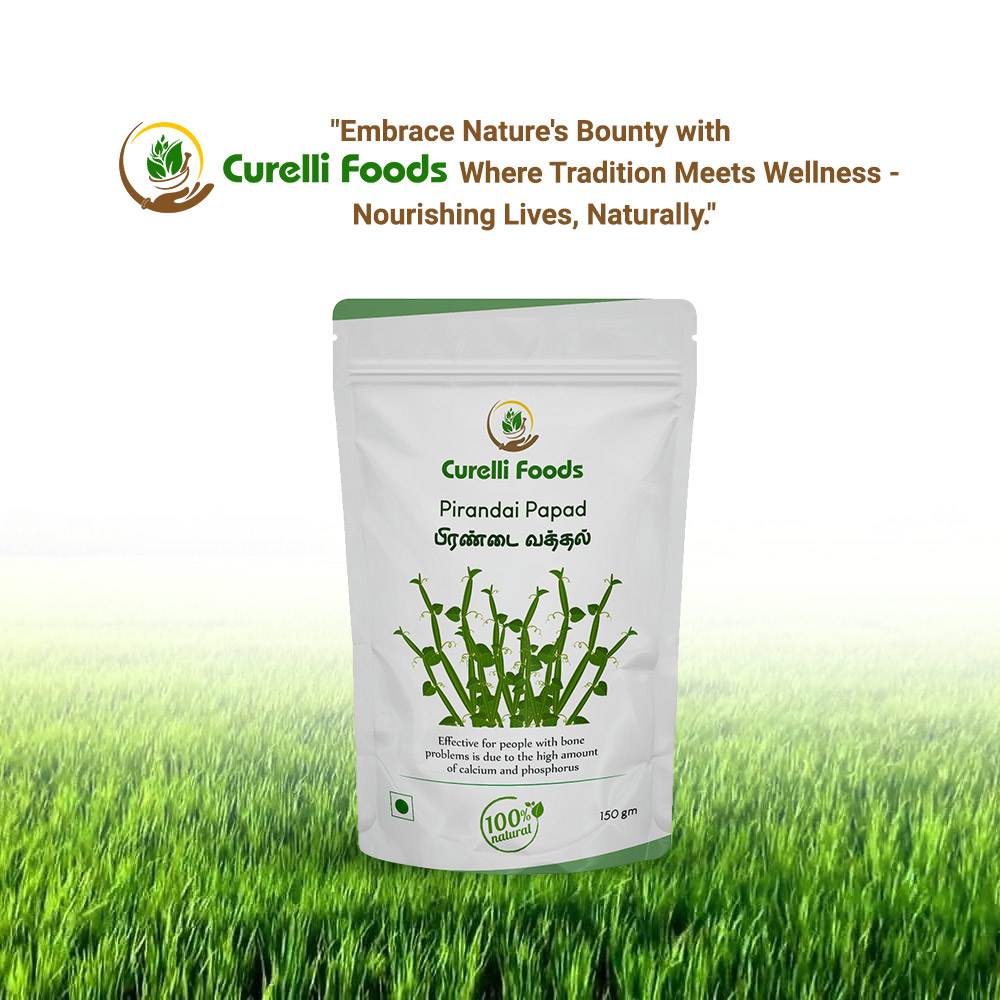 "Embrace Nature's Bounty with
Curelli Foods Where Tradition Meets Wellness -
Nourishing Lives, Naturally."
Curelli Foods
Pirandai Papad
பிரண்டை வத்தல்
Effective for people with bone
problems is due to the high amount
of calcium and phosphorus
100%
natural
150 gm